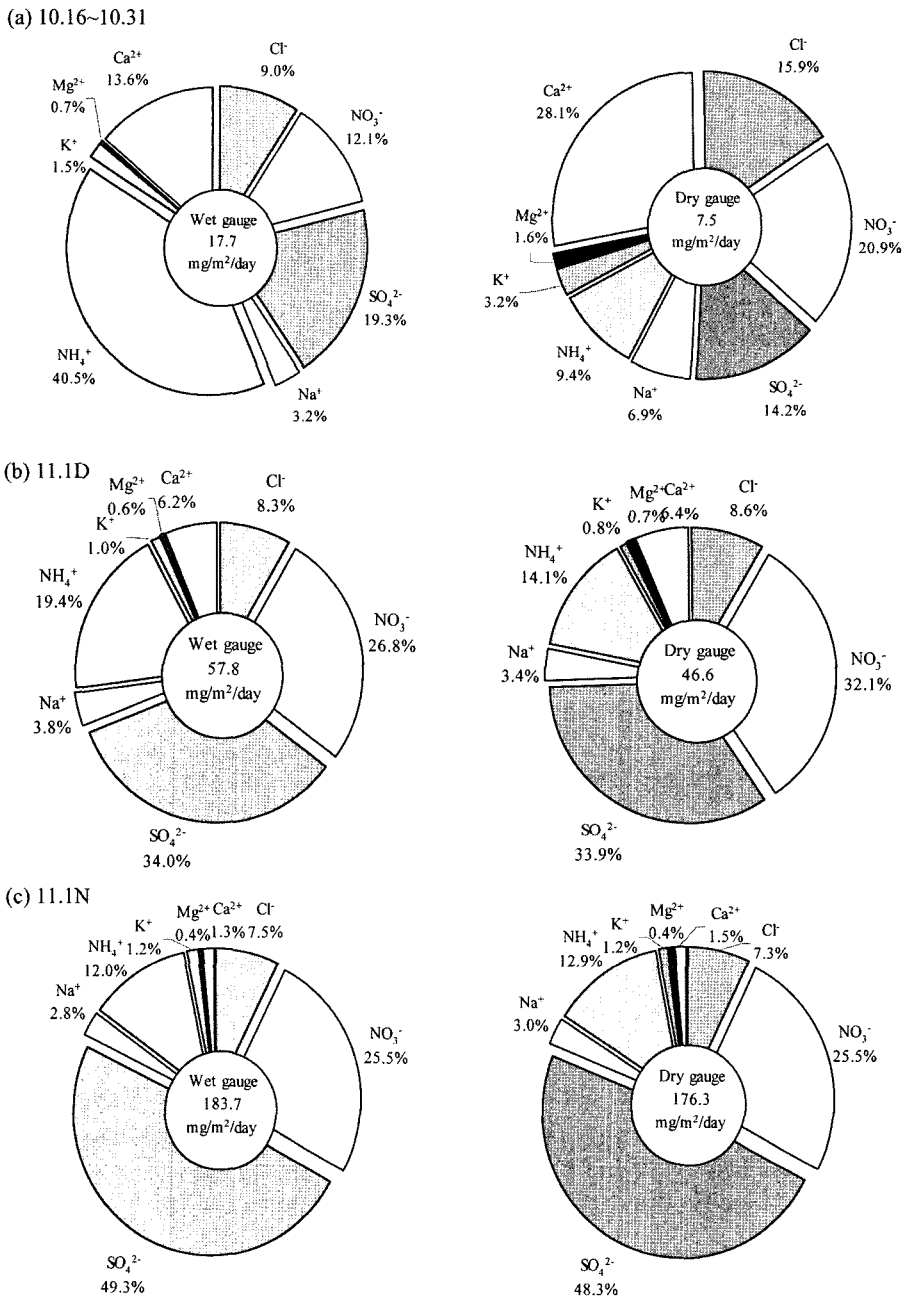 (a) 10.16~10.31
Cl⁻
9.0%
NO₃⁻
12.1%
SO₄²⁻
19.3%
Na⁺
3.2%
NH₄⁺
40.5%
K⁺
1.5%
Mg²⁺
0.7%
Ca²⁺
13.6%
Wet gauge
17.7
mg/m²/day
Cl⁻
15.9%
NO₃⁻
20.9%
SO₄²⁻
14.2%
Na⁺
6.9%
NH₄⁺
9.4%
K⁺
3.2%
Mg²⁺
1.6%
Ca²⁺
28.1%
Dry gauge
7.5
mg/m²/day
(b) 11.1D
Cl⁻
8.3%
NO₃⁻
26.8%
SO₄²⁻
34.0%
Na⁺
3.8%
NH₄⁺
19.4%
K⁺
1.0%
Mg²⁺
0.6%
Ca²⁺
6.2%
Wet gauge
57.8
mg/m²/day
Cl⁻
8.6%
NO₃⁻
32.1%
SO₄²⁻
33.9%
Na⁺
3.4%
NH₄⁺
14.1%
K⁺
0.8%
Mg²⁺
0.7%
Ca²⁺
6.4%
Dry gauge
46.6
mg/m²/day
(c) 11.1N
Cl⁻
7.5%
NO₃⁻
25.5%
SO₄²⁻
49.3%
Na⁺
2.8%
NH₄⁺
12.0%
K⁺
1.2%
Mg²⁺
0.4%
Ca²⁺
1.3%
Wet gauge
183.7
mg/m²/day
Cl⁻
7.3%
NO₃⁻
25.5%
SO₄²⁻
48.3%
Na⁺
3.0%
NH₄⁺
12.9%
K⁺
1.2%
Mg²⁺
0.4%
Ca²⁺
1.5%
Dry gauge
176.3
mg/m²/day